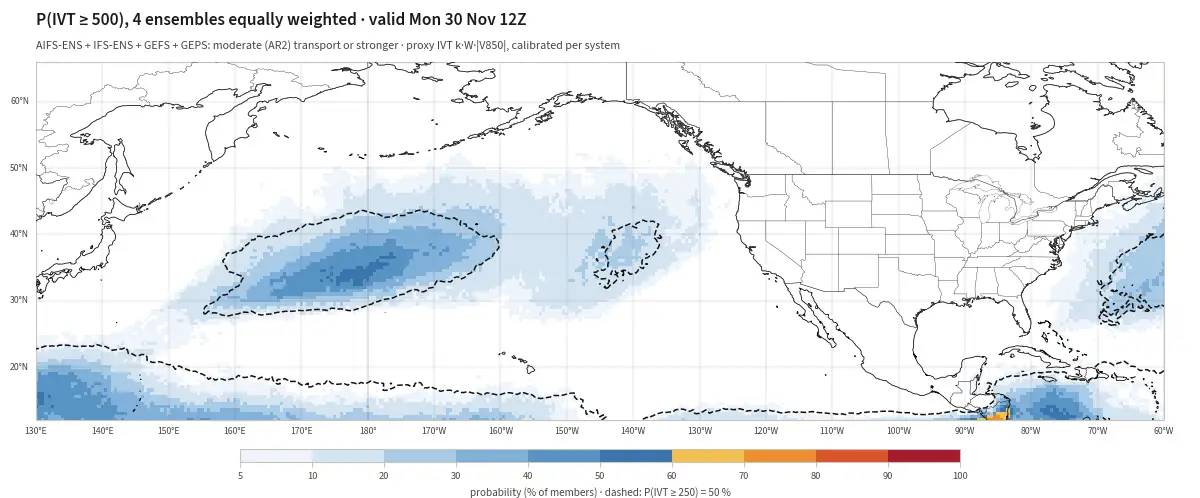 P(IVT ≥ 500), 4 ensembles equally weighted · valid Mon 30 Nov 12Z
AIFS-ENS + IFS-ENS + GEFS + GEPS: moderate (AR2) transport or stronger · proxy IVT k·W·|V850|, calibrated per system
60°N
50°N
40°N
30°N
20°N
130°E 140°E 150°E 160°E 170°E 180° 170°W 160°W 150°W 140°W 130°W 120°W 110°W 100°W 90°W 80°W 70°W 60°W
5 10 20 30 40 50 60 70 80 90 100
probability (% of members) · dashed: P(IVT ≥ 250) = 50 %